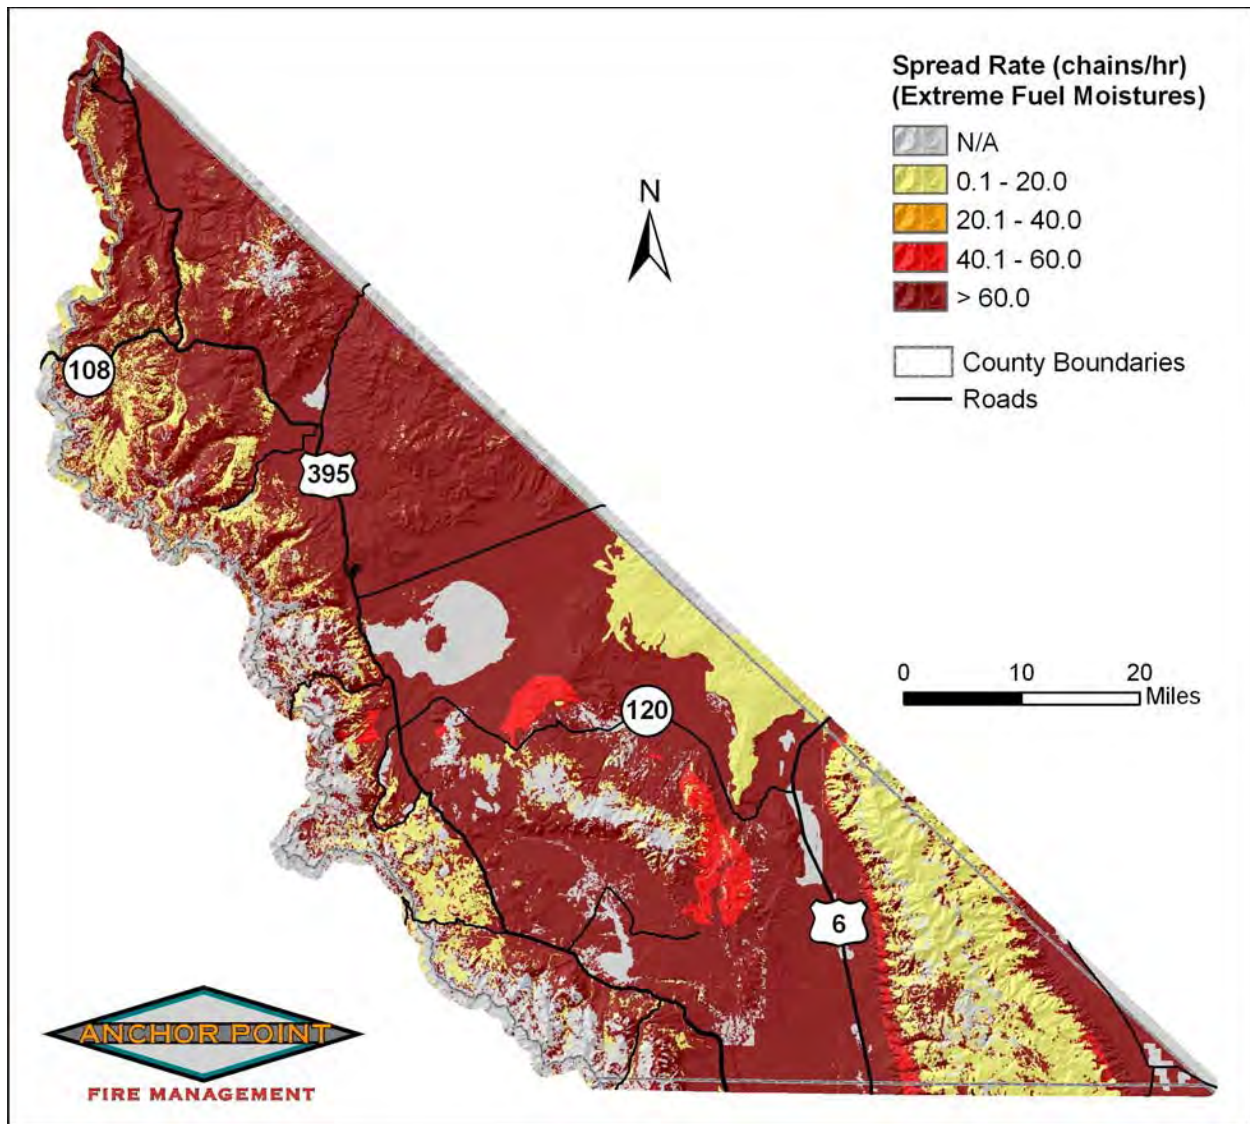 Spread Rate (chains/hr)
(Extreme Fuel Moistures)
N/A
0.1 - 20.0
20.1 - 40.0
40.1 - 60.0
> 60.0
County Boundaries
Roads
N
108
395
120
6
0 10 20
Miles
ANCHOR POINT
FIRE MANAGEMENT